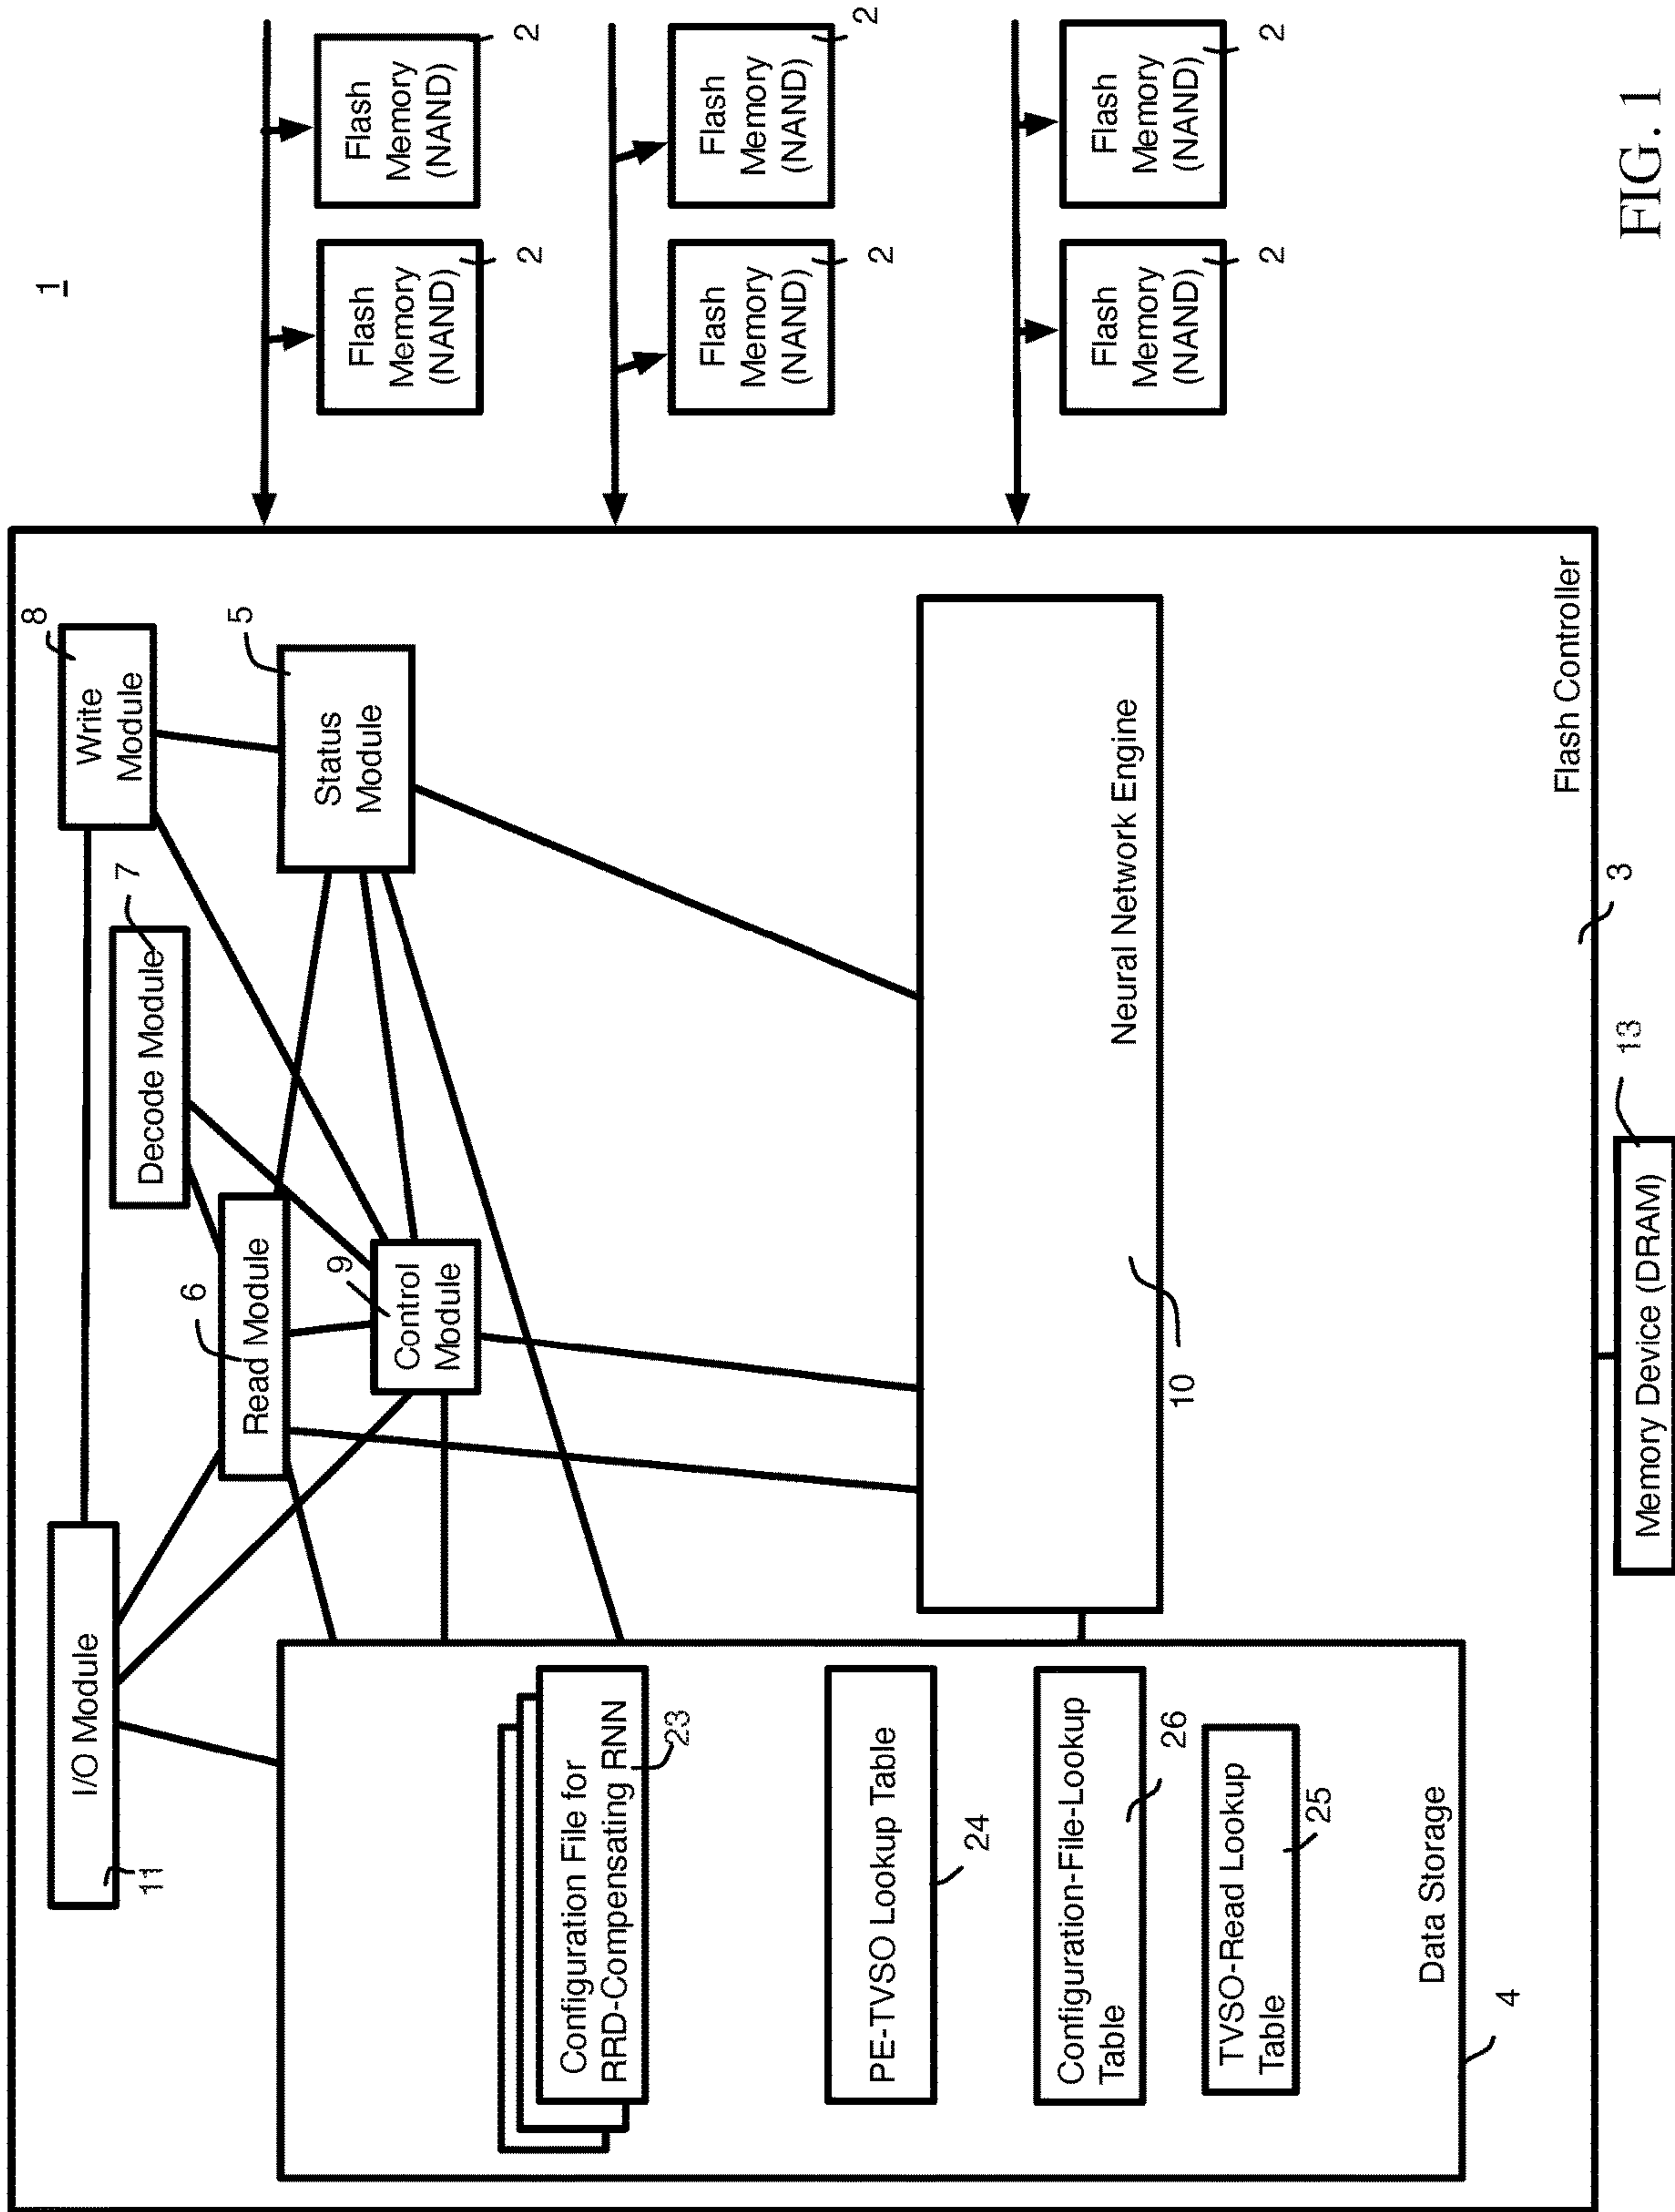 1
I/O Module
11
Read Module
6
Decode Module
7
Write
Module
8
Control
Module
9
Status
Module
5
Configuration File for
RRD-Compensating RNN
23
PE-TVSO Lookup Table
24
Configuration-File-Lookup
Table
26
TVSO-Read Lookup
Table
25
Data Storage
4
Neural Network Engine
10
Flash Controller
3
Memory Device (DRAM)
13
Flash
Memory
(NAND)
2
Flash
Memory
(NAND)
2
Flash
Memory
(NAND)
2
Flash
Memory
(NAND)
2
Flash
Memory
(NAND)
2
Flash
Memory
(NAND)
2
FIG. 1